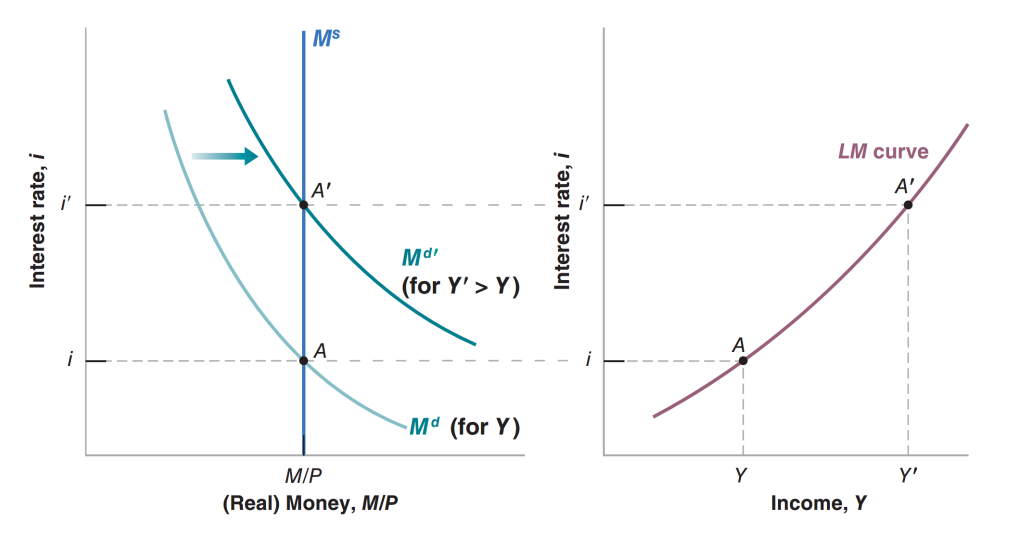 Mˢ
Interest rate, i
i′
A′
Mᵈ′
(for Y′ > Y)
i
A
Mᵈ (for Y)
M/P
(Real) Money, M/P
Interest rate, i
LM curve
i′
A′
i
A
Y
Y′
Income, Y